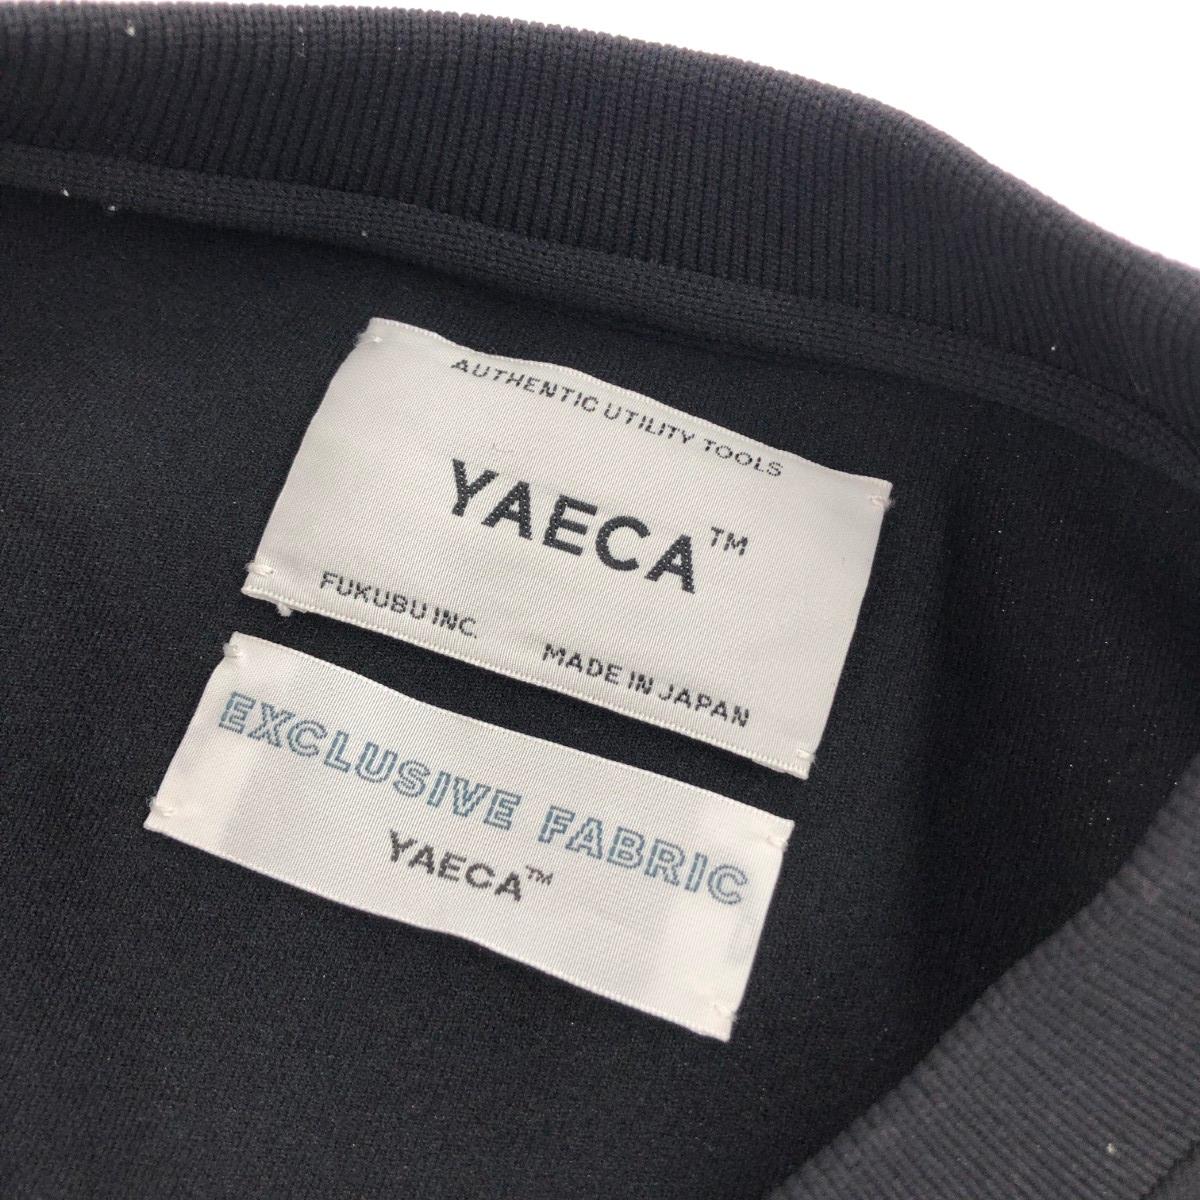 AUTHENTIC UTILITY TOOLS
YAECA™
FUKUBU INC. MADE IN JAPAN
EXCLUSIVE FABRIC
YAECA™